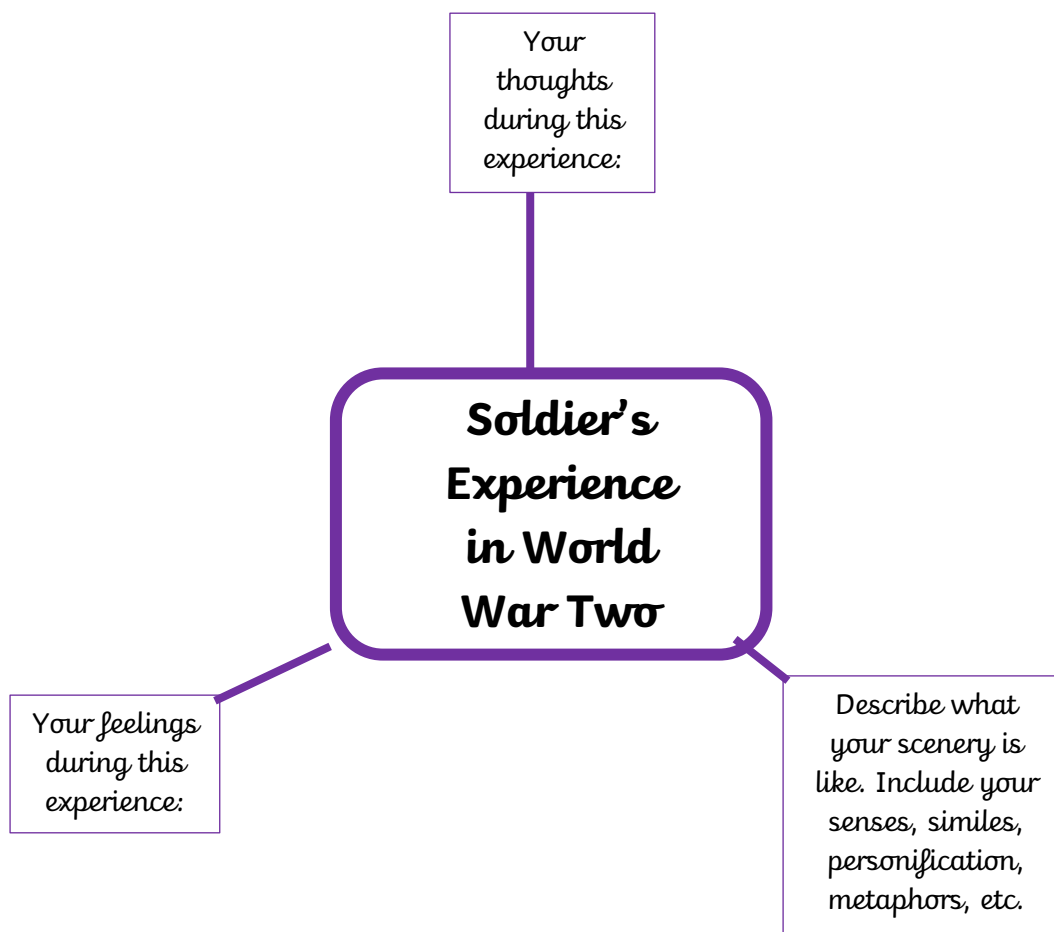 Your
thoughts
during this
experience:
Soldier’s
Experience
in World
War Two
Your feelings
during this
experience:
Describe what
your scenery is
like. Include your
senses, similes,
personification,
metaphors, etc.